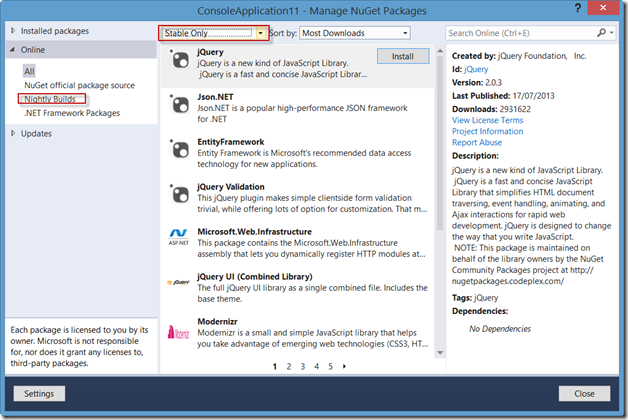 ConsoleApplication11 - Manage NuGet Packages
?
Installed packages
Online
All
NuGet official package source
Nightly Builds
.NET Framework Packages
Updates
Each package is licensed to you by its
owner. Microsoft is not responsible
for, nor does it grant any licenses to,
third-party packages.
Stable Only
Sort by: Most Downloads
jQuery
jQuery is a new kind of JavaScript Library.
jQuery is a fast and concise JavaScript Librar...
Install
Json.NET
Json.NET is a popular high-performance JSON framework
for .NET
EntityFramework
Entity Framework is Microsoft's recommended data access
technology for new applications.
jQuery Validation
This jQuery plugin makes simple clientside form validation
trivial, while offering lots of option for customization. That m...
ASP.NET
Microsoft.Web.Infrastructure
This package contains the Microsoft.Web.Infrastructure
assembly that lets you dynamically register HTTP modules at...
jQuery
jQuery UI (Combined Library)
The full jQuery UI library as a single combined file. Includes
the base theme.
Modernizr
Modernizr
Modernizr is a small and simple JavaScript library that helps
you take advantage of emerging web technologies (CSS3, HT...
1 2 3 4 5
Search Online (Ctrl+E)
Created by: jQuery Foundation, Inc.
Id: jQuery
Version: 2.0.3
Last Published: 17/07/2013
Downloads: 2931622
View License Terms
Project Information
Report Abuse
Description:
jQuery is a new kind of JavaScript Library.
jQuery is a fast and concise JavaScript
Library that simplifies HTML document
traversing, event handling, animating, and
Ajax interactions for rapid web
development. jQuery is designed to change
the way that you write JavaScript.
NOTE: This package is maintained on
behalf of the library owners by the NuGet
Community Packages project at http://
nugetpackages.codeplex.com/
Tags: jQuery
Dependencies:
No Dependencies
Settings
Close